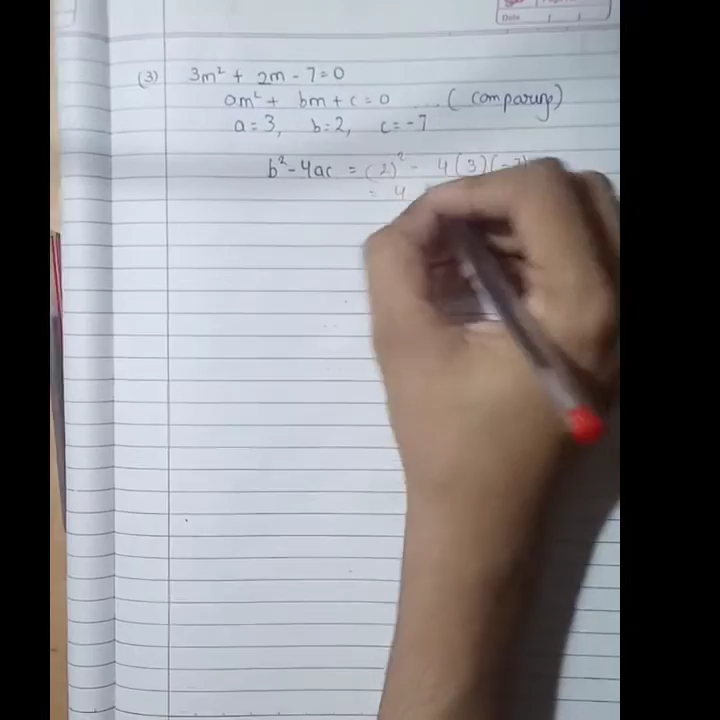 Date
(3) 3m² + 2m - 7 = 0
am² + bm + c = 0 ... (comparing)
a = 3, b = 2, c = -7
b² - 4ac = (2)² - 4(3)(-7)
= 4